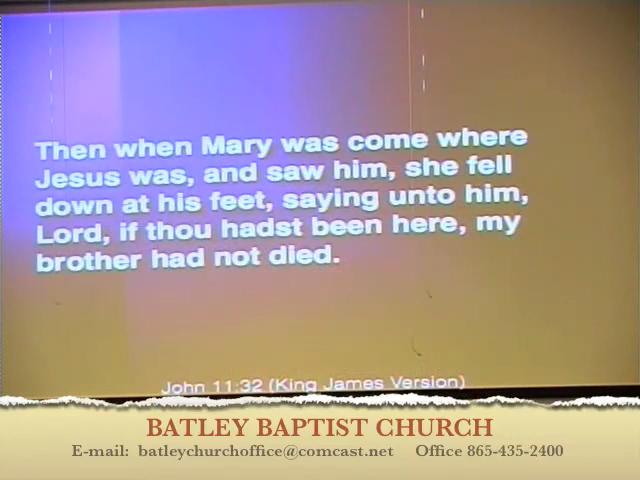 Then when Mary was come where
Jesus was, and saw him, she fell
down at his feet, saying unto him,
Lord, if thou hadst been here, my
brother had not died.
John 11:32 (King James Version)
BATLEY BAPTIST CHURCH
E-mail: batleychurchoffice@comcast.net Office 865-435-2400